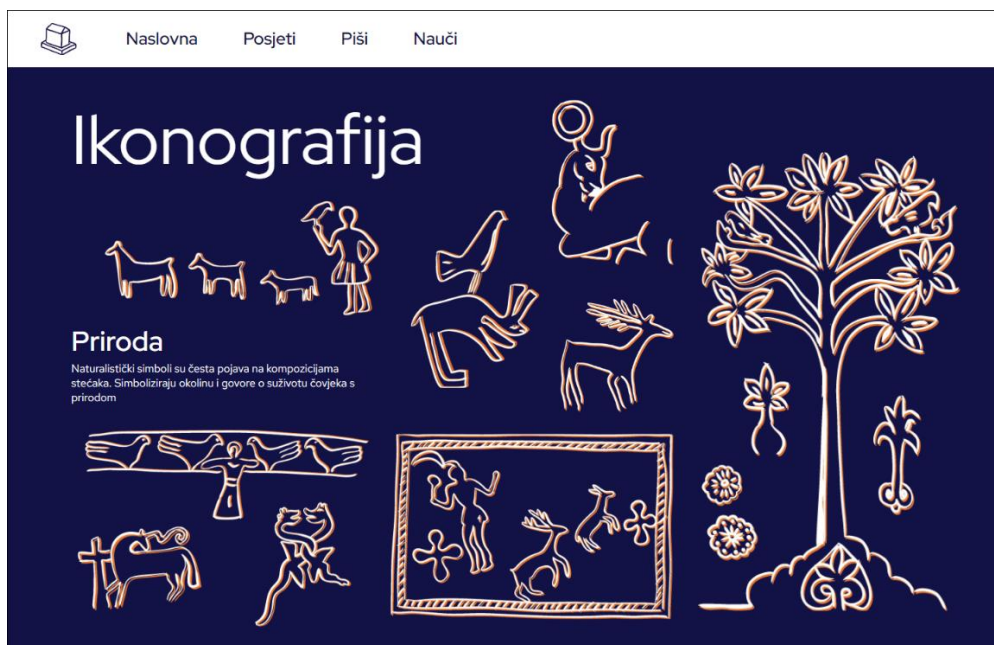 Naslovna Posjeti Piši Nauči
Ikonografija
Priroda
Naturalistički simboli su česta pojava na kompozicijama
stećaka. Simboliziraju okolinu i govore o suživotu čovjeka s
prirodom